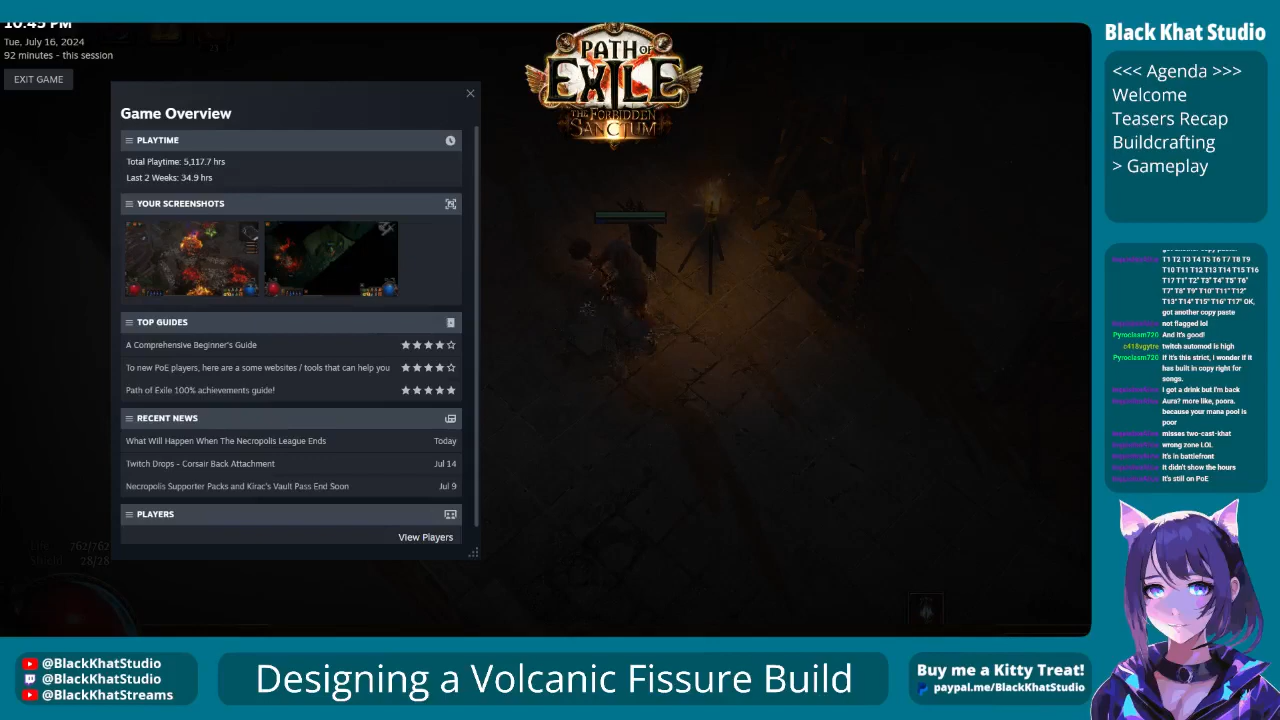 10:45 PM
Tue, July 16, 2024
92 minutes - this session
EXIT GAME
Game Overview
PLAYTIME
Total Playtime: 5,117.7 hrs
Last 2 Weeks: 34.9 hrs
YOUR SCREENSHOTS
TOP GUIDES
A Comprehensive Beginner's Guide
To new PoE players, here are a some websites / tools that can help you
Path of Exile 100% achievements guide!
RECENT NEWS
What Will Happen When The Necropolis League Ends Today
Twitch Drops - Corsair Back Attachment Jul 14
Necropolis Supporter Packs and Kirac's Vault Pass End Soon Jul 9
PLAYERS
View Players
762/762
Shield 28/28
PATH OF
EXILE
THE FORBIDDEN
SANCTUM
Black Khat Studio
<<< Agenda >>>
Welcome
Teasers Recap
Buildcrafting
> Gameplay
got another copy paste.
T1 T2 T3 T4 T5 T6 T7 T8 T9
T10 T11 T12 T13 T14 T15 T16
T17 T1" T2" T3" T4" T5" T6"
T7" T8" T9" T10" T11" T12"
T13" T14" T15" T16" T17" OK,
got another copy paste
not flagged lol
Pyroclasm720 And it's good!
c418vgytre twitch automod is high
Pyroclasm720 If it's this strict, I wonder if it
has built in copy right for
songs.
I got a drink but I'm back
Aura? more like, poora.
because your mana pool is
poor
misses two-cast-khat
wrong zone LOL
It's in battlefront
It didn't show the hours
It's still on PoE
@BlackKhatStudio
@BlackKhatStudio
@BlackKhatStreams
Designing a Volcanic Fissure Build
Buy me a Kitty Treat!
paypal.me/BlackKhatStudio